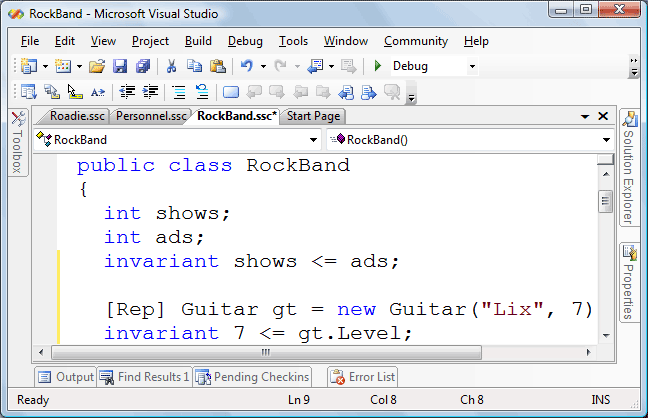 RockBand - Microsoft Visual Studio
File Edit View Project Build Debug Tools Window Community Help
Debug
Roadie.ssc Personnel.ssc RockBand.ssc* Start Page
RockBand RockBand()
Toolbox
public class RockBand
{
int shows;
int ads;
invariant shows <= ads;
[Rep] Guitar gt = new Guitar("Lix", 7)
invariant 7 <= gt.Level;
Solution Explorer
Properties
Output Find Results 1 Pending Checkins Error List
Ready Ln 9 Col 8 Ch 8 INS